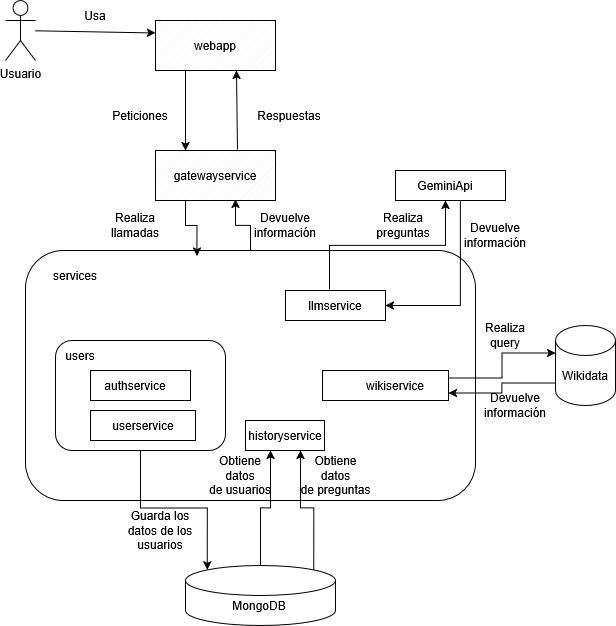 Usa
webapp
Usuario
Peticiones
Respuestas
gatewayservice
GeminiApi
Realiza
llamadas
Devuelve
información
Realiza
preguntas
Devuelve
información
services
llmservice
Realiza
query
users
authservice
wikiservice
Wikidata
Devuelve
información
userservice
historyservice
Obtiene
datos
de usuarios
Obtiene
datos
de preguntas
Guarda los
datos de los
usuarios
MongoDB